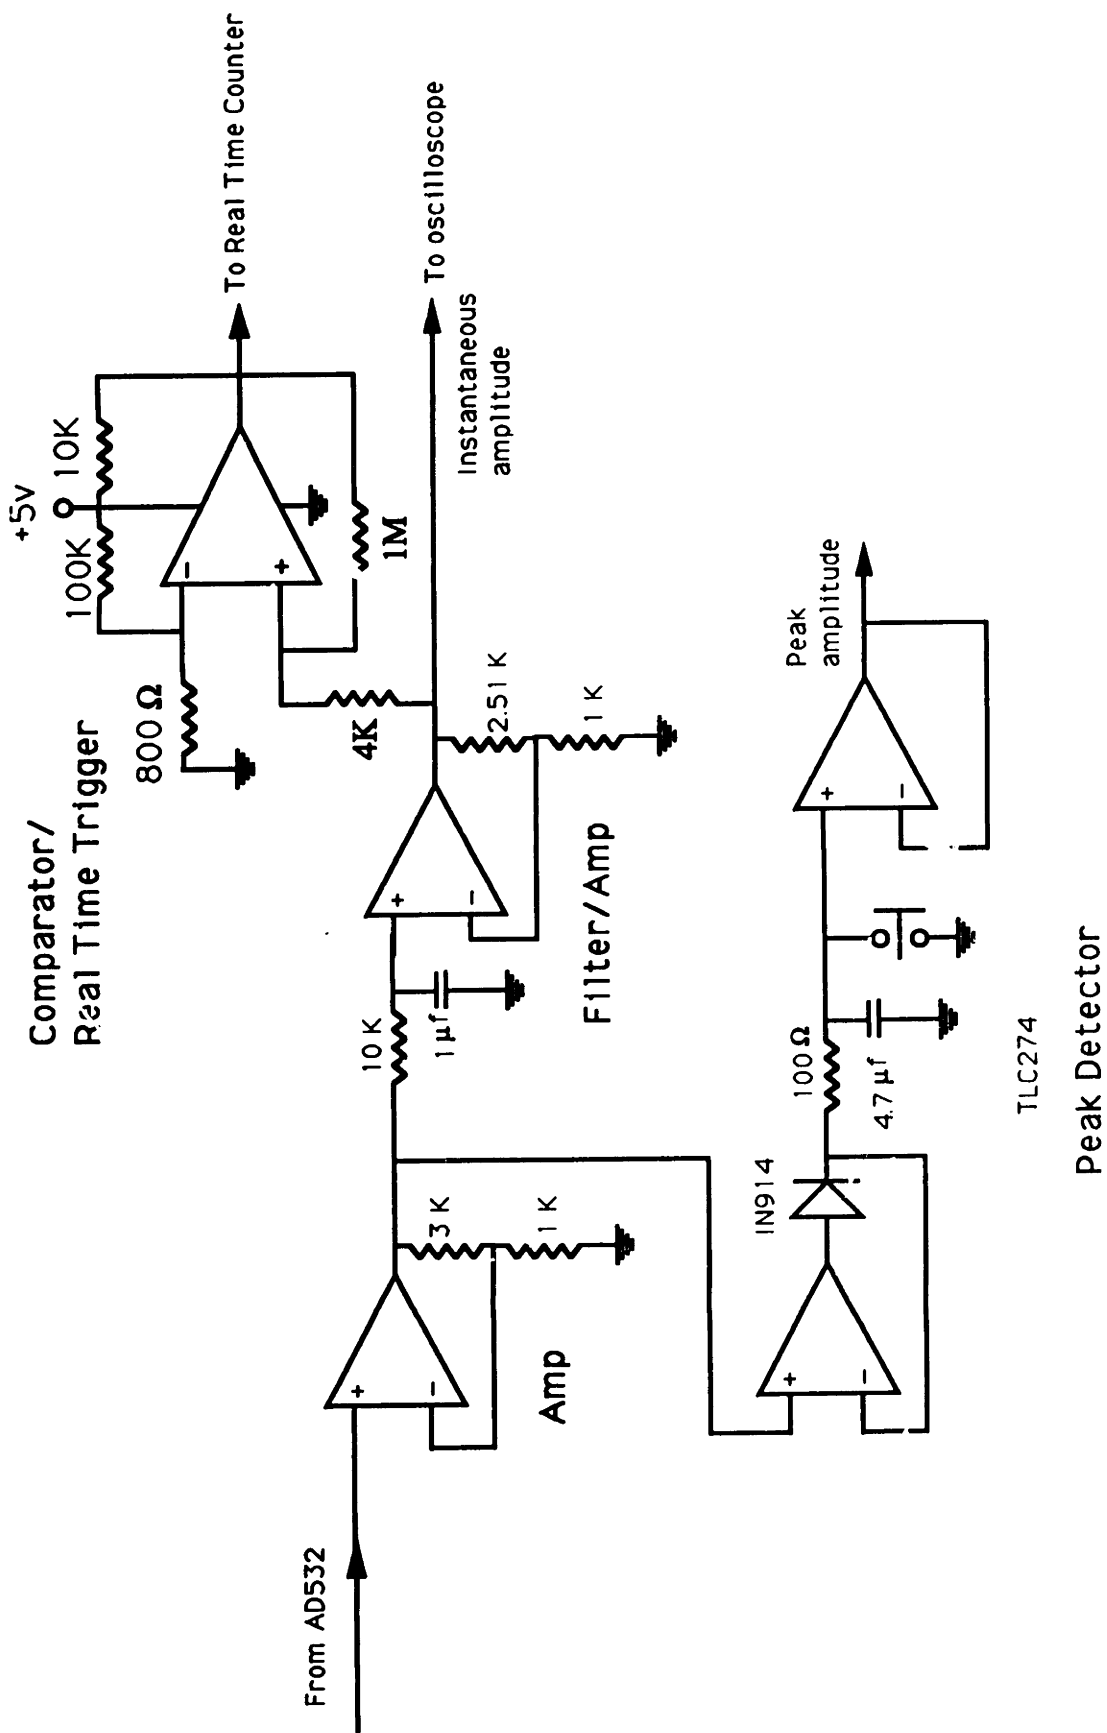 Comparator/
Real Time Trigger
+5v
100K
10K
800 Ω
-
+
1M
4K
To Real Time Counter
To oscilloscope
Instantaneous
amplitude
From AD532
+
-
Amp
3 K
1 K
10 K
1 µf
+
-
2.51 K
1 K
Filter/Amp
+
-
IN914
100 Ω
4.7 µf
+
-
Peak
amplitude
TLC274
Peak Detector